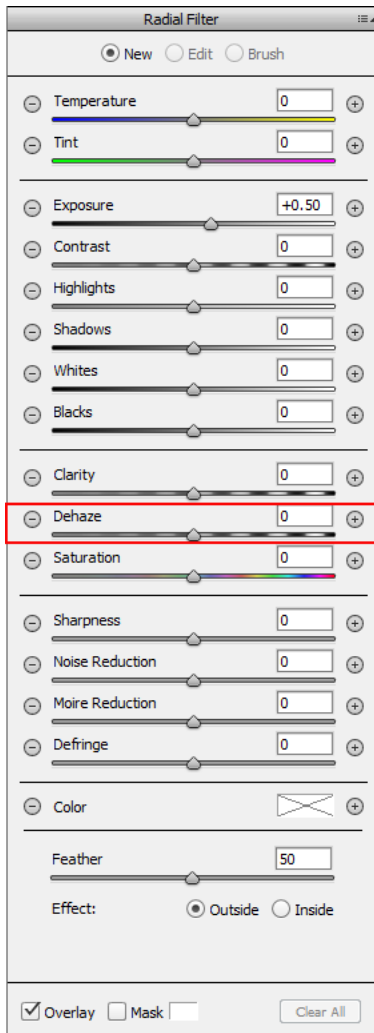 Radial Filter
New Edit Brush
Temperature 0
Tint 0
Exposure +0.50
Contrast 0
Highlights 0
Shadows 0
Whites 0
Blacks 0
Clarity 0
Dehaze 0
Saturation 0
Sharpness 0
Noise Reduction 0
Moire Reduction 0
Defringe 0
Color
Feather 50
Effect: Outside Inside
Overlay Mask Clear All